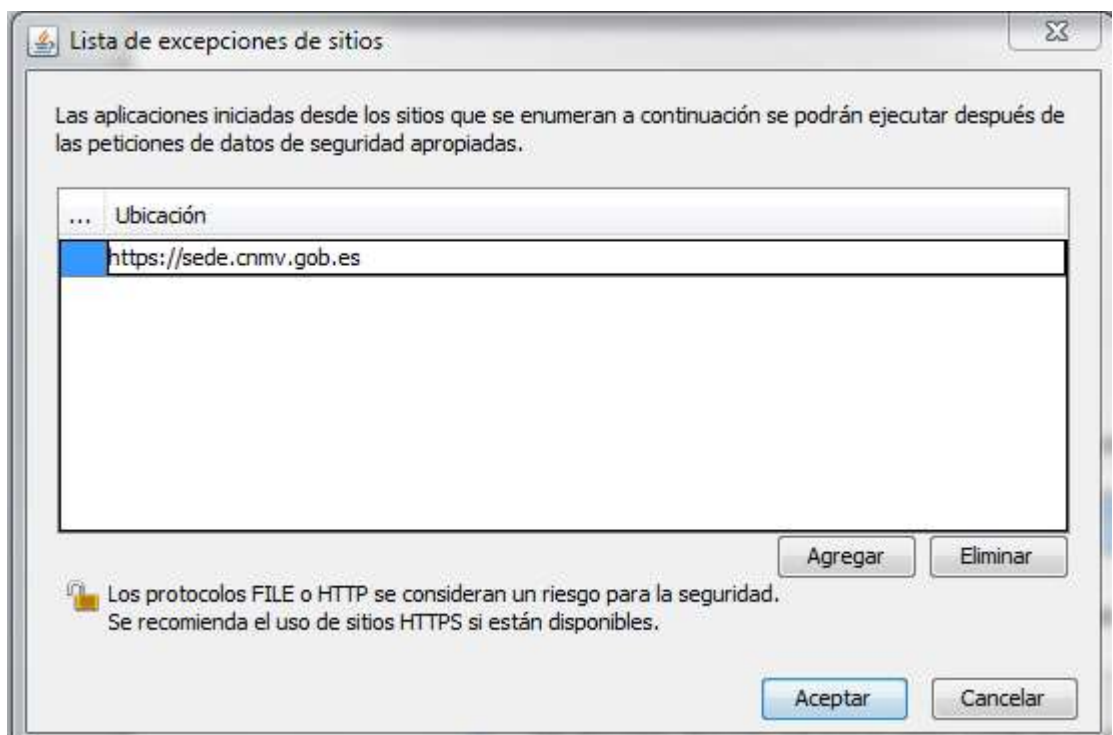 Lista de excepciones de sitios
Las aplicaciones iniciadas desde los sitios que se enumeran a continuación se podrán ejecutar después de
las peticiones de datos de seguridad apropiadas.
... Ubicación
https://sede.cnmv.gob.es
Agregar Eliminar
Los protocolos FILE o HTTP se consideran un riesgo para la seguridad.
Se recomienda el uso de sitios HTTPS si están disponibles.
Aceptar Cancelar